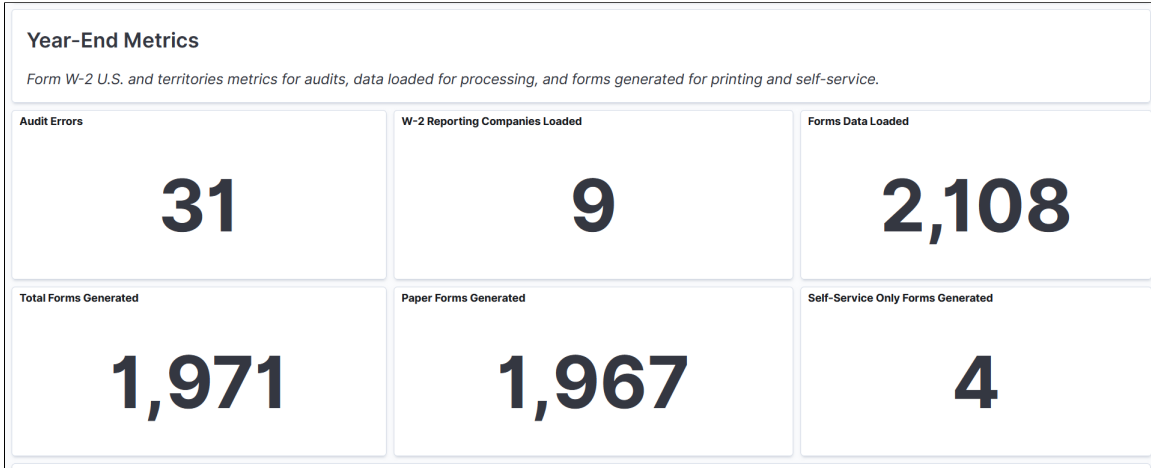 Year-End Metrics
Form W-2 U.S. and territories metrics for audits, data loaded for processing, and forms generated for printing and self-service.
Audit Errors
31
W-2 Reporting Companies Loaded
9
Forms Data Loaded
2,108
Total Forms Generated
1,971
Paper Forms Generated
1,967
Self-Service Only Forms Generated
4